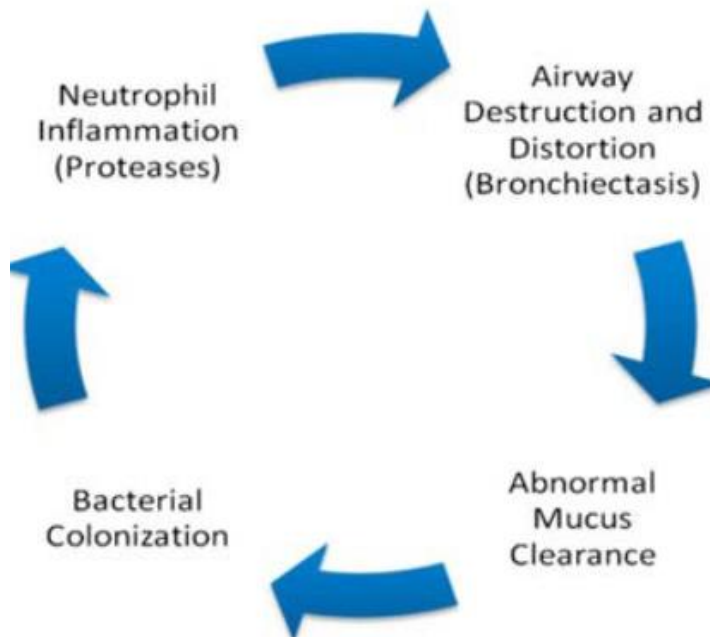 Neutrophil
Inflammation
(Proteases)
Airway
Destruction and
Distortion
(Bronchiectasis)
Abnormal
Mucus
Clearance
Bacterial
Colonization